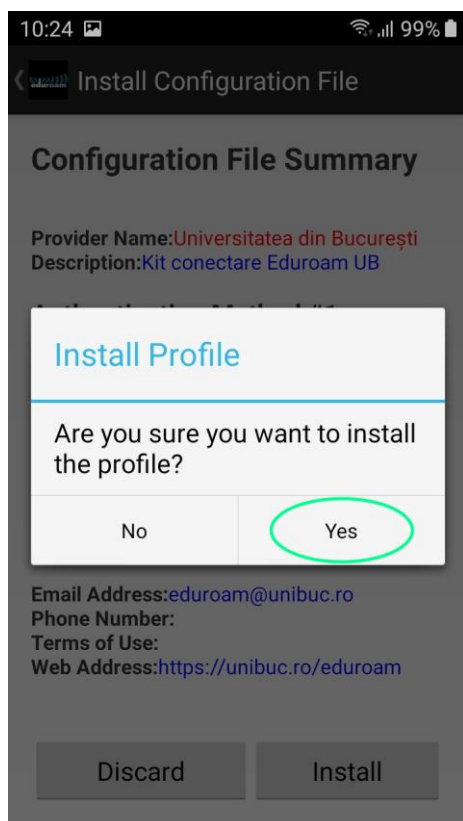 10:24 99%
Install Configuration File
Configuration File Summary
Provider Name:Universitatea din București
Description:Kit conectare Eduroam UB
Install Profile
Are you sure you want to install
the profile?
No Yes
Email Address:eduroam@unibuc.ro
Phone Number:
Terms of Use:
Web Address:https://unibuc.ro/eduroam
Discard Install